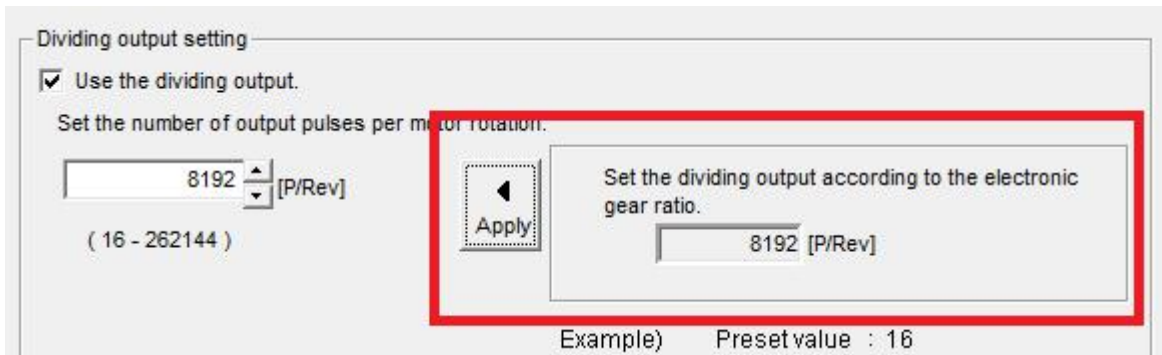 Dividing output setting
Use the dividing output.
Set the number of output pulses per motor rotation.
8192 [P/Rev]
( 16 - 262144 )
Apply
Set the dividing output according to the electronic
gear ratio.
8192 [P/Rev]
Example) Preset value : 16